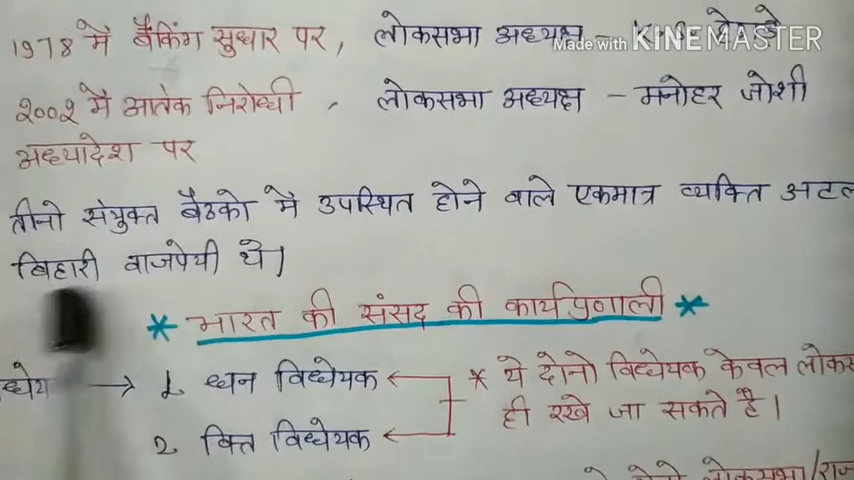 1978 में बैंकिंग सुधार पर, लोकसभा अध्यक्ष -
Made with KINEMASTER
2002 में आतंक निरोधी , लोकसभा अध्यक्ष - मनोहर जोशी
अध्यादेश पर
तीनो संयुक्त बैठको में उपस्थित होने वाले एकमात्र व्यक्ति अटल
बिहारी वाजपेयी थे।
* भारत की संसद की कार्यप्रणाली *
→ 1. धन विधेयक * ये दोनो विधेयक केवल
2. वित्त विधेयक ही रखे जा सकते है।